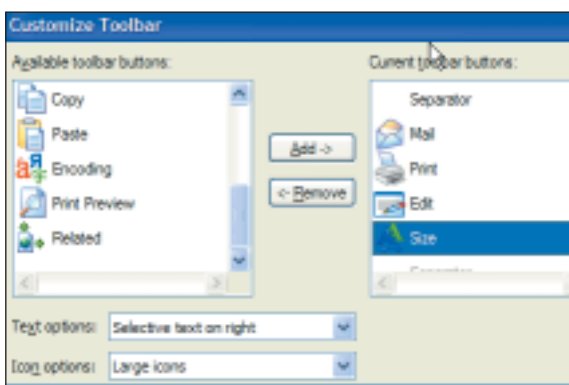 Customize Toolbar
Available toolbar buttons:
Copy
Paste
Encoding
Print Preview
Related
Add ->
<- Remove
Current toolbar buttons:
Separator
Mail
Print
Edit
Size
Separator
Text options: Selective text on right
Icon options: Large icons